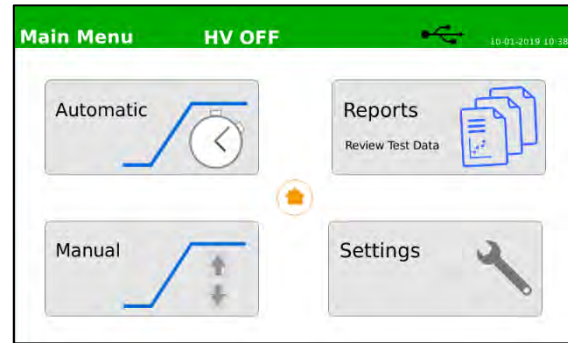 Main Menu HV OFF 10-01-2019 10:38
Automatic
Reports
Review Test Data
Manual
Settings